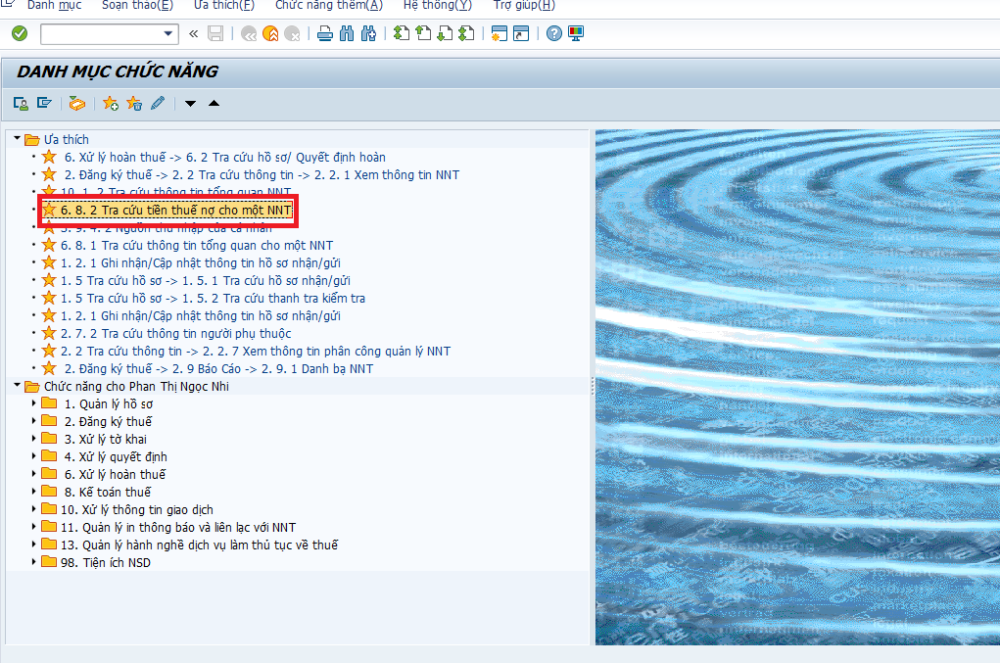 Danh mục Soạn thảo(E) Ưa thích(F) Chức năng thêm(A) Hệ thống(Y) Trợ giúp(H)
DANH MỤC CHỨC NĂNG
Ưa thích
6. Xử lý hoàn thuế -> 6. 2 Tra cứu hồ sơ/ Quyết định hoàn
2. Đăng ký thuế -> 2. 2 Tra cứu thông tin -> 2. 2. 1 Xem thông tin NNT
10. 1. 2 Tra cứu thông tin tổng quan NNT
6. 8. 2 Tra cứu tiền thuế nợ cho một NNT
3. 9. 4. 2 Nguồn thu nhập của cá nhân
6. 8. 1 Tra cứu thông tin tổng quan cho một NNT
1. 2. 1 Ghi nhận/Cập nhật thông tin hồ sơ nhận/gửi
1. 5 Tra cứu hồ sơ -> 1. 5. 1 Tra cứu hồ sơ nhận/gửi
1. 5 Tra cứu hồ sơ -> 1. 5. 2 Tra cứu thanh tra kiểm tra
1. 2. 1 Ghi nhận/Cập nhật thông tin hồ sơ nhận/gửi
2. 7. 2 Tra cứu thông tin người phụ thuộc
2. 2 Tra cứu thông tin -> 2. 2. 7 Xem thông tin phân công quản lý NNT
2. Đăng ký thuế -> 2. 9 Báo Cáo -> 2. 9. 1 Danh bạ NNT
Chức năng cho Phan Thị Ngọc Nhi
1. Quản lý hồ sơ
2. Đăng ký thuế
3. Xử lý tờ khai
4. Xử lý quyết định
6. Xử lý hoàn thuế
8. Kế toán thuế
10. Xử lý thông tin giao dịch
11. Quản lý in thông báo và liên lạc với NNT
13. Quản lý hành nghề dịch vụ làm thủ tục về thuế
98. Tiện ích NSD